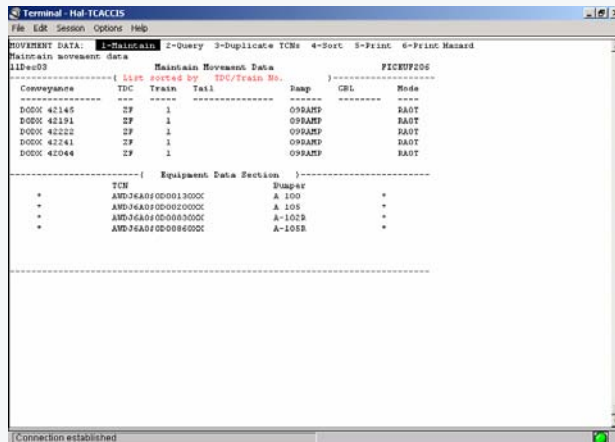 Terminal - Hal-TCACCIS
File Edit Session Options Help
MOVEMENT DATA: 1-Maintain 2-Query 3-Duplicate TCNs 4-Sort 5-Print 6-Print Hazard
Maintain movement data
11Dec03 Maintain Movement Data PICKUP206
( List sorted by TDC/Train No. )
Conveyance TDC Train Tail Ramp GBL Mode
DODX 42145 ZF 1 09RAMP RAOT
DODX 42191 ZF 1 09RAMP RAOT
DODX 42222 ZF 1 09RAMP RAOT
DODX 42241 ZF 1 09RAMP RAOT
DODX 42044 ZF 1 09RAMP RAOT
( Equipment Data Section )
TCN Bumper
* A 100 *
* A 105 *
* A-102R *
* A-105R *
Connection established